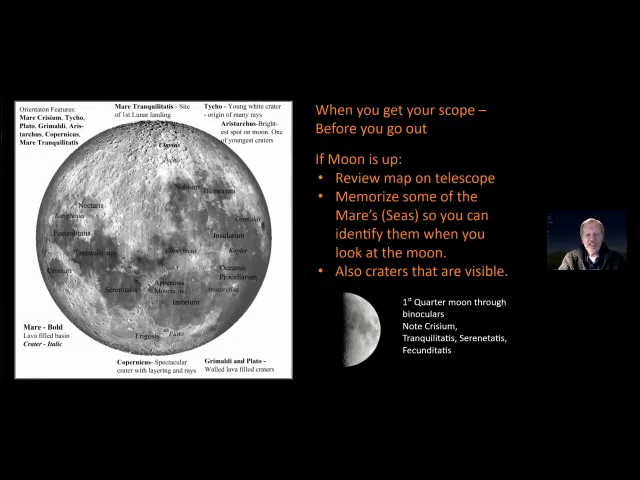 Orientaton Features:
Mare Crisium, Tycho,
Plato, Grimaldi, Aris-
tarchus, Copernicus,
Mare Tranquilitatis
Mare Tranquilitatis - Site
of 1st Lunar landing
Tycho - Young white crater
- origin of many rays
Aristarchus- Bright-
est spot on moon. One
of youngest craters
Clavius
Tycho
Nubium
Humorum
Nectaris
Langrenus
Grimaldi
Fecunditatis
Insularum
Tranquilitatis
Copernicus
Kepler
Crisium
Oceanus
Procellarum
Serenitatis
Apennine
Mountains
Aristarchus
Imbrium
Frigoris
Plato
Mare - Bold
Lava filled basin
Crater - Italic
Copernicus- Spectacular
crater with layering and rays
Grimaldi and Plato -
Walled lava filled craters
When you get your scope –
Before you go out
If Moon is up:
• Review map on telescope
• Memorize some of the
Mare's (Seas) so you can
identify them when you
look at the moon.
• Also craters that are visible.
1st Quarter moon through
binoculars
Note Crisium,
Tranquilitatis, Serenetatis,
Fecunditatis